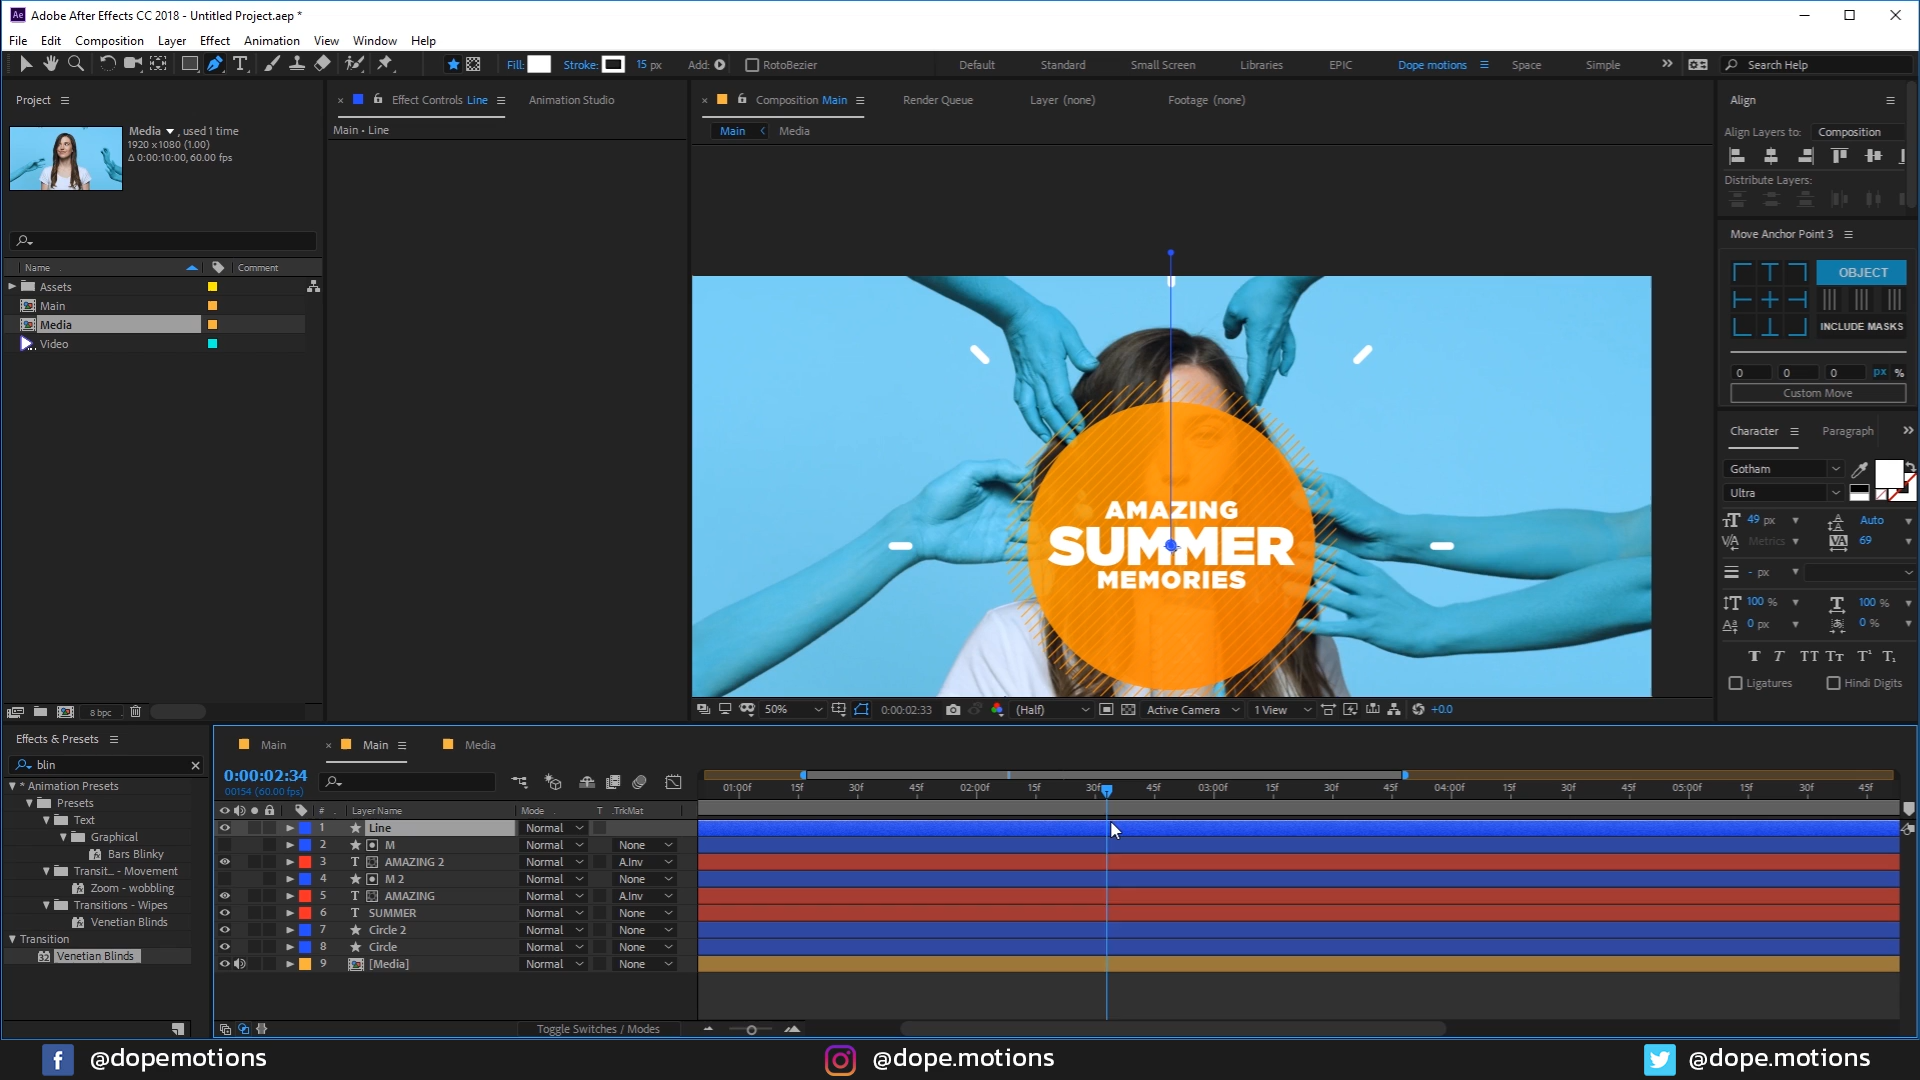 Adobe After Effects CC 2018 - Untitled Project.aep *
File Edit Composition Layer Effect Animation View Window Help
Fill: Stroke: 15 px Add: RotoBezier Default Standard Small Screen Libraries EPIC Dope motions Space Simple Search Help
Project
Media , used 1 time
1920 x 1080 (1.00)
Δ 0:00:10:00, 60.00 fps
Name Comment
Assets
Main
Media
Video
8 bpc
Effect Controls Line Animation Studio
Main • Line
Composition Main Render Queue Layer (none) Footage (none)
Main Media
AMAZING
SUMMER
MEMORIES
50% 0:00:02:33 (Half) Active Camera 1 View +0.0
Align
Align Layers to: Composition
Distribute Layers:
Move Anchor Point 3
OBJECT
INCLUDE MASKS
0 0 0 px %
Custom Move
Character Paragraph
Gotham
Ultra
49 px Auto
Metrics 69
- px
100 % 100 %
0 px 0 %
Ligatures Hindi Digits
Effects & Presets
blin
* Animation Presets
Presets
Text
Graphical
Bars Blinky
Transit... - Movement
Zoom - wobbling
Transitions - Wipes
Venetian Blinds
Transition
Venetian Blinds
Main Main Media
0:00:02:34
00154 (60.00 fps)
01:00f 15f 30f 45f 02:00f 15f 30f 45f 03:00f 15f 30f 45f 04:00f 15f 30f 45f 05:00f 15f 30f 45f
# Layer Name Mode T .TrkMat
1 Line Normal
2 M Normal None
3 AMAZING 2 Normal A.Inv
4 M 2 Normal None
5 AMAZING Normal A.Inv
6 SUMMER Normal None
7 Circle 2 Normal None
8 Circle Normal None
9 [Media] Normal None
Toggle Switches / Modes
@dopemotions @dope.motions @dope.motions